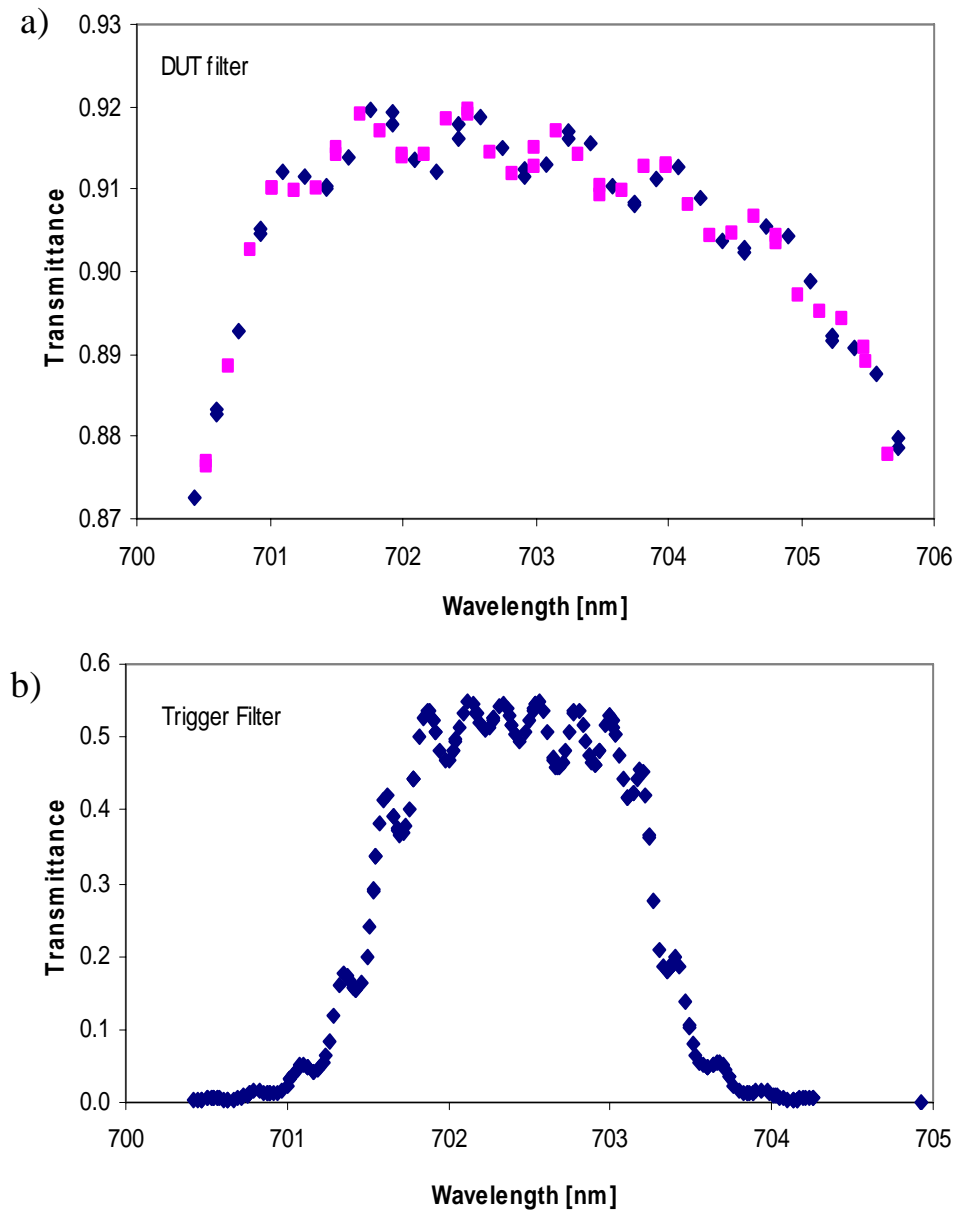 a)
DUT filter
Transmittance
0.93
0.92
0.91
0.90
0.89
0.88
0.87
700 701 702 703 704 705 706
Wavelength [nm]
b)
Trigger Filter
Transmittance
0.6
0.5
0.4
0.3
0.2
0.1
0.0
700 701 702 703 704 705
Wavelength [nm]